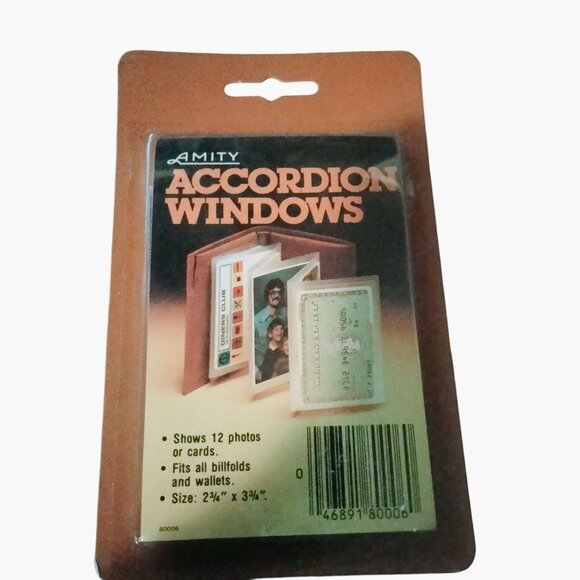 AMITY
ACCORDION
WINDOWS
DINERS CLUB
• Shows 12 photos
or cards.
• Fits all billfolds
and wallets.
• Size: 2¾" x 3¾".
0
46891 80006
80006